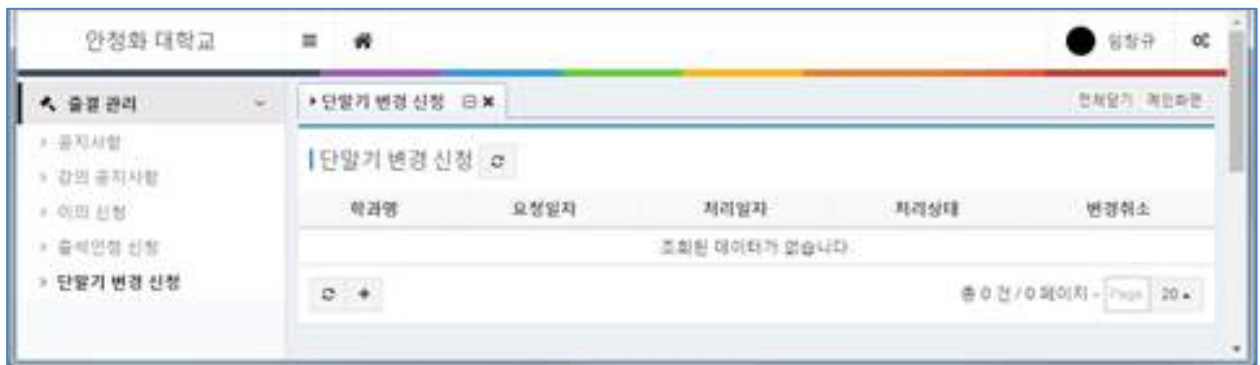 안정화 대학교
임창규
출결 관리
단말기 변경 신청
전체닫기 메인화면
공지사항
강의 공지사항
이의 신청
출석인정 신청
단말기 변경 신청
단말기 변경 신청
학과명 요청일자 처리일자 처리상태 변경취소
조회된 데이터가 없습니다.
총 0 건 / 0 페이지 - Page 20